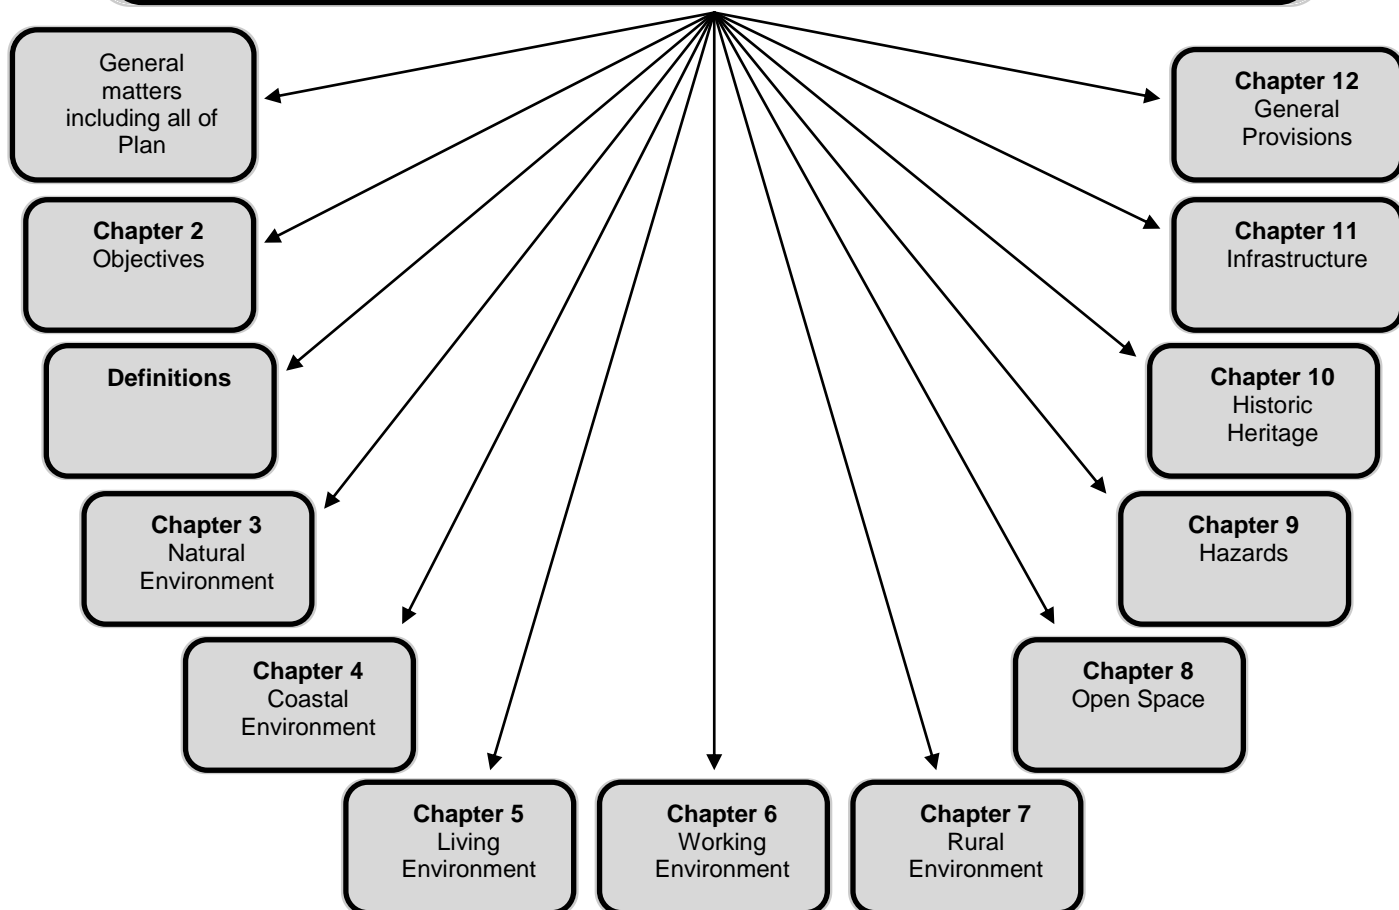 General
matters
including all of
Plan
Chapter 2
Objectives
Definitions
Chapter 3
Natural
Environment
Chapter 4
Coastal
Environment
Chapter 5
Living
Environment
Chapter 6
Working
Environment
Chapter 7
Rural
Environment
Chapter 8
Open Space
Chapter 9
Hazards
Chapter 10
Historic
Heritage
Chapter 11
Infrastructure
Chapter 12
General
Provisions